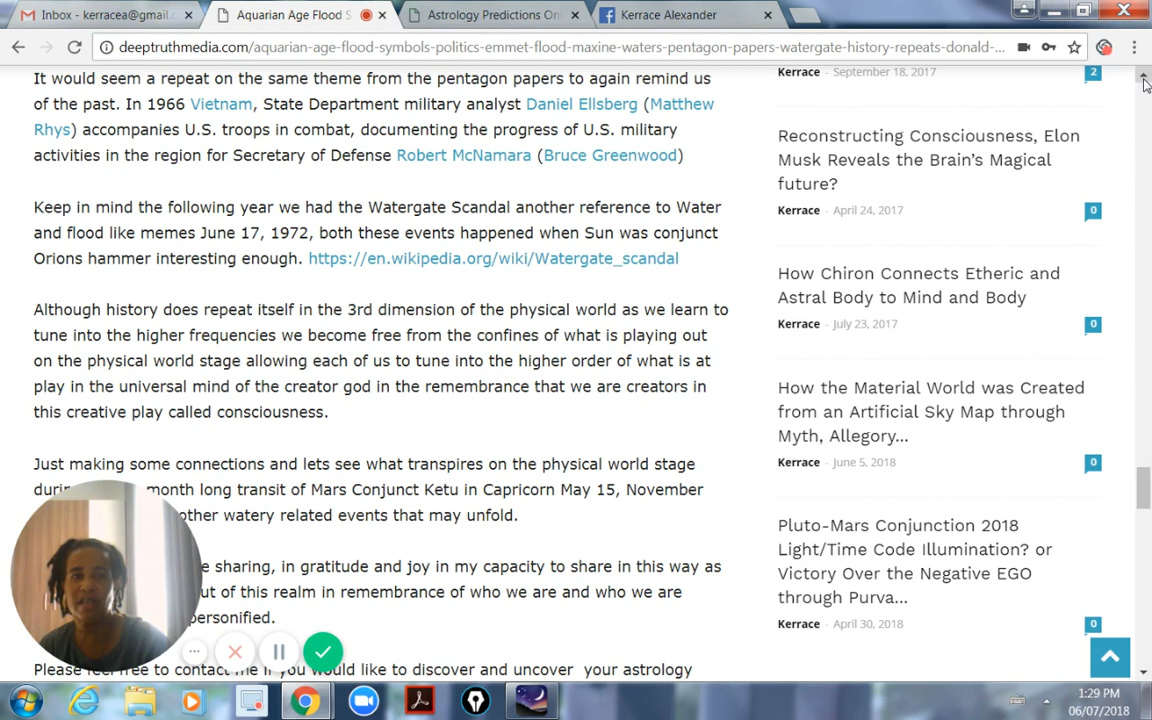 Inbox - kerracea@gmail.c
Aquarian Age Flood S
Astrology Predictions On
Kerrace Alexander
deeptruthmedia.com/aquarian-age-flood-symbols-politics-emmet-flood-maxine-waters-pentagon-papers-watergate-history-repeats-donald-...
It would seem a repeat on the same theme from the pentagon papers to again remind us
of the past. In 1966 Vietnam, State Department military analyst Daniel Ellsberg (Matthew
Rhys) accompanies U.S. troops in combat, documenting the progress of U.S. military
activities in the region for Secretary of Defense Robert McNamara (Bruce Greenwood)
Keep in mind the following year we had the Watergate Scandal another reference to Water
and flood like memes June 17, 1972, both these events happened when Sun was conjunct
Orions hammer interesting enough. https://en.wikipedia.org/wiki/Watergate_scandal
Although history does repeat itself in the 3rd dimension of the physical world as we learn to
tune into the higher frequencies we become free from the confines of what is playing out
on the physical world stage allowing each of us to tune into the higher order of what is at
play in the universal mind of the creator god in the remembrance that we are creators in
this creative play called consciousness.
Just making some connections and lets see what transpires on the physical world stage
month long transit of Mars Conjunct Ketu in Capricorn May 15, November
other watery related events that may unfold.
sharing, in gratitude and joy in my capacity to share in this way as
out of this realm in remembrance of who we are and who we are
personified.
Please feel free to contact me if you would like to discover and uncover your astrology
Kerrace - September 18, 2017
2
Reconstructing Consciousness, Elon
Musk Reveals the Brain's Magical
future?
Kerrace - April 24, 2017
0
How Chiron Connects Etheric and
Astral Body to Mind and Body
Kerrace - July 23, 2017
0
How the Material World was Created
from an Artificial Sky Map through
Myth, Allegory...
Kerrace - June 5, 2018
0
Pluto-Mars Conjunction 2018
Light/Time Code Illumination? or
Victory Over the Negative EGO
through Purva...
Kerrace - April 30, 2018
0
1:29 PM
06/07/2018